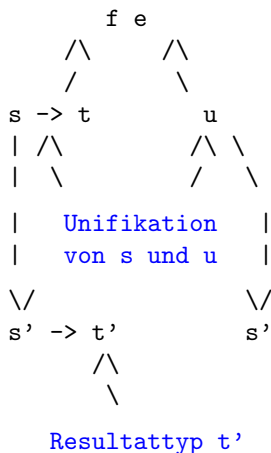 f e
/\ /\
/ \
s -> t u
| /\ /\ \
| \ / \
| Unifikation |
| von s und u |
\/ \/
s' -> t' s'
/\
\
Resultattyp t'